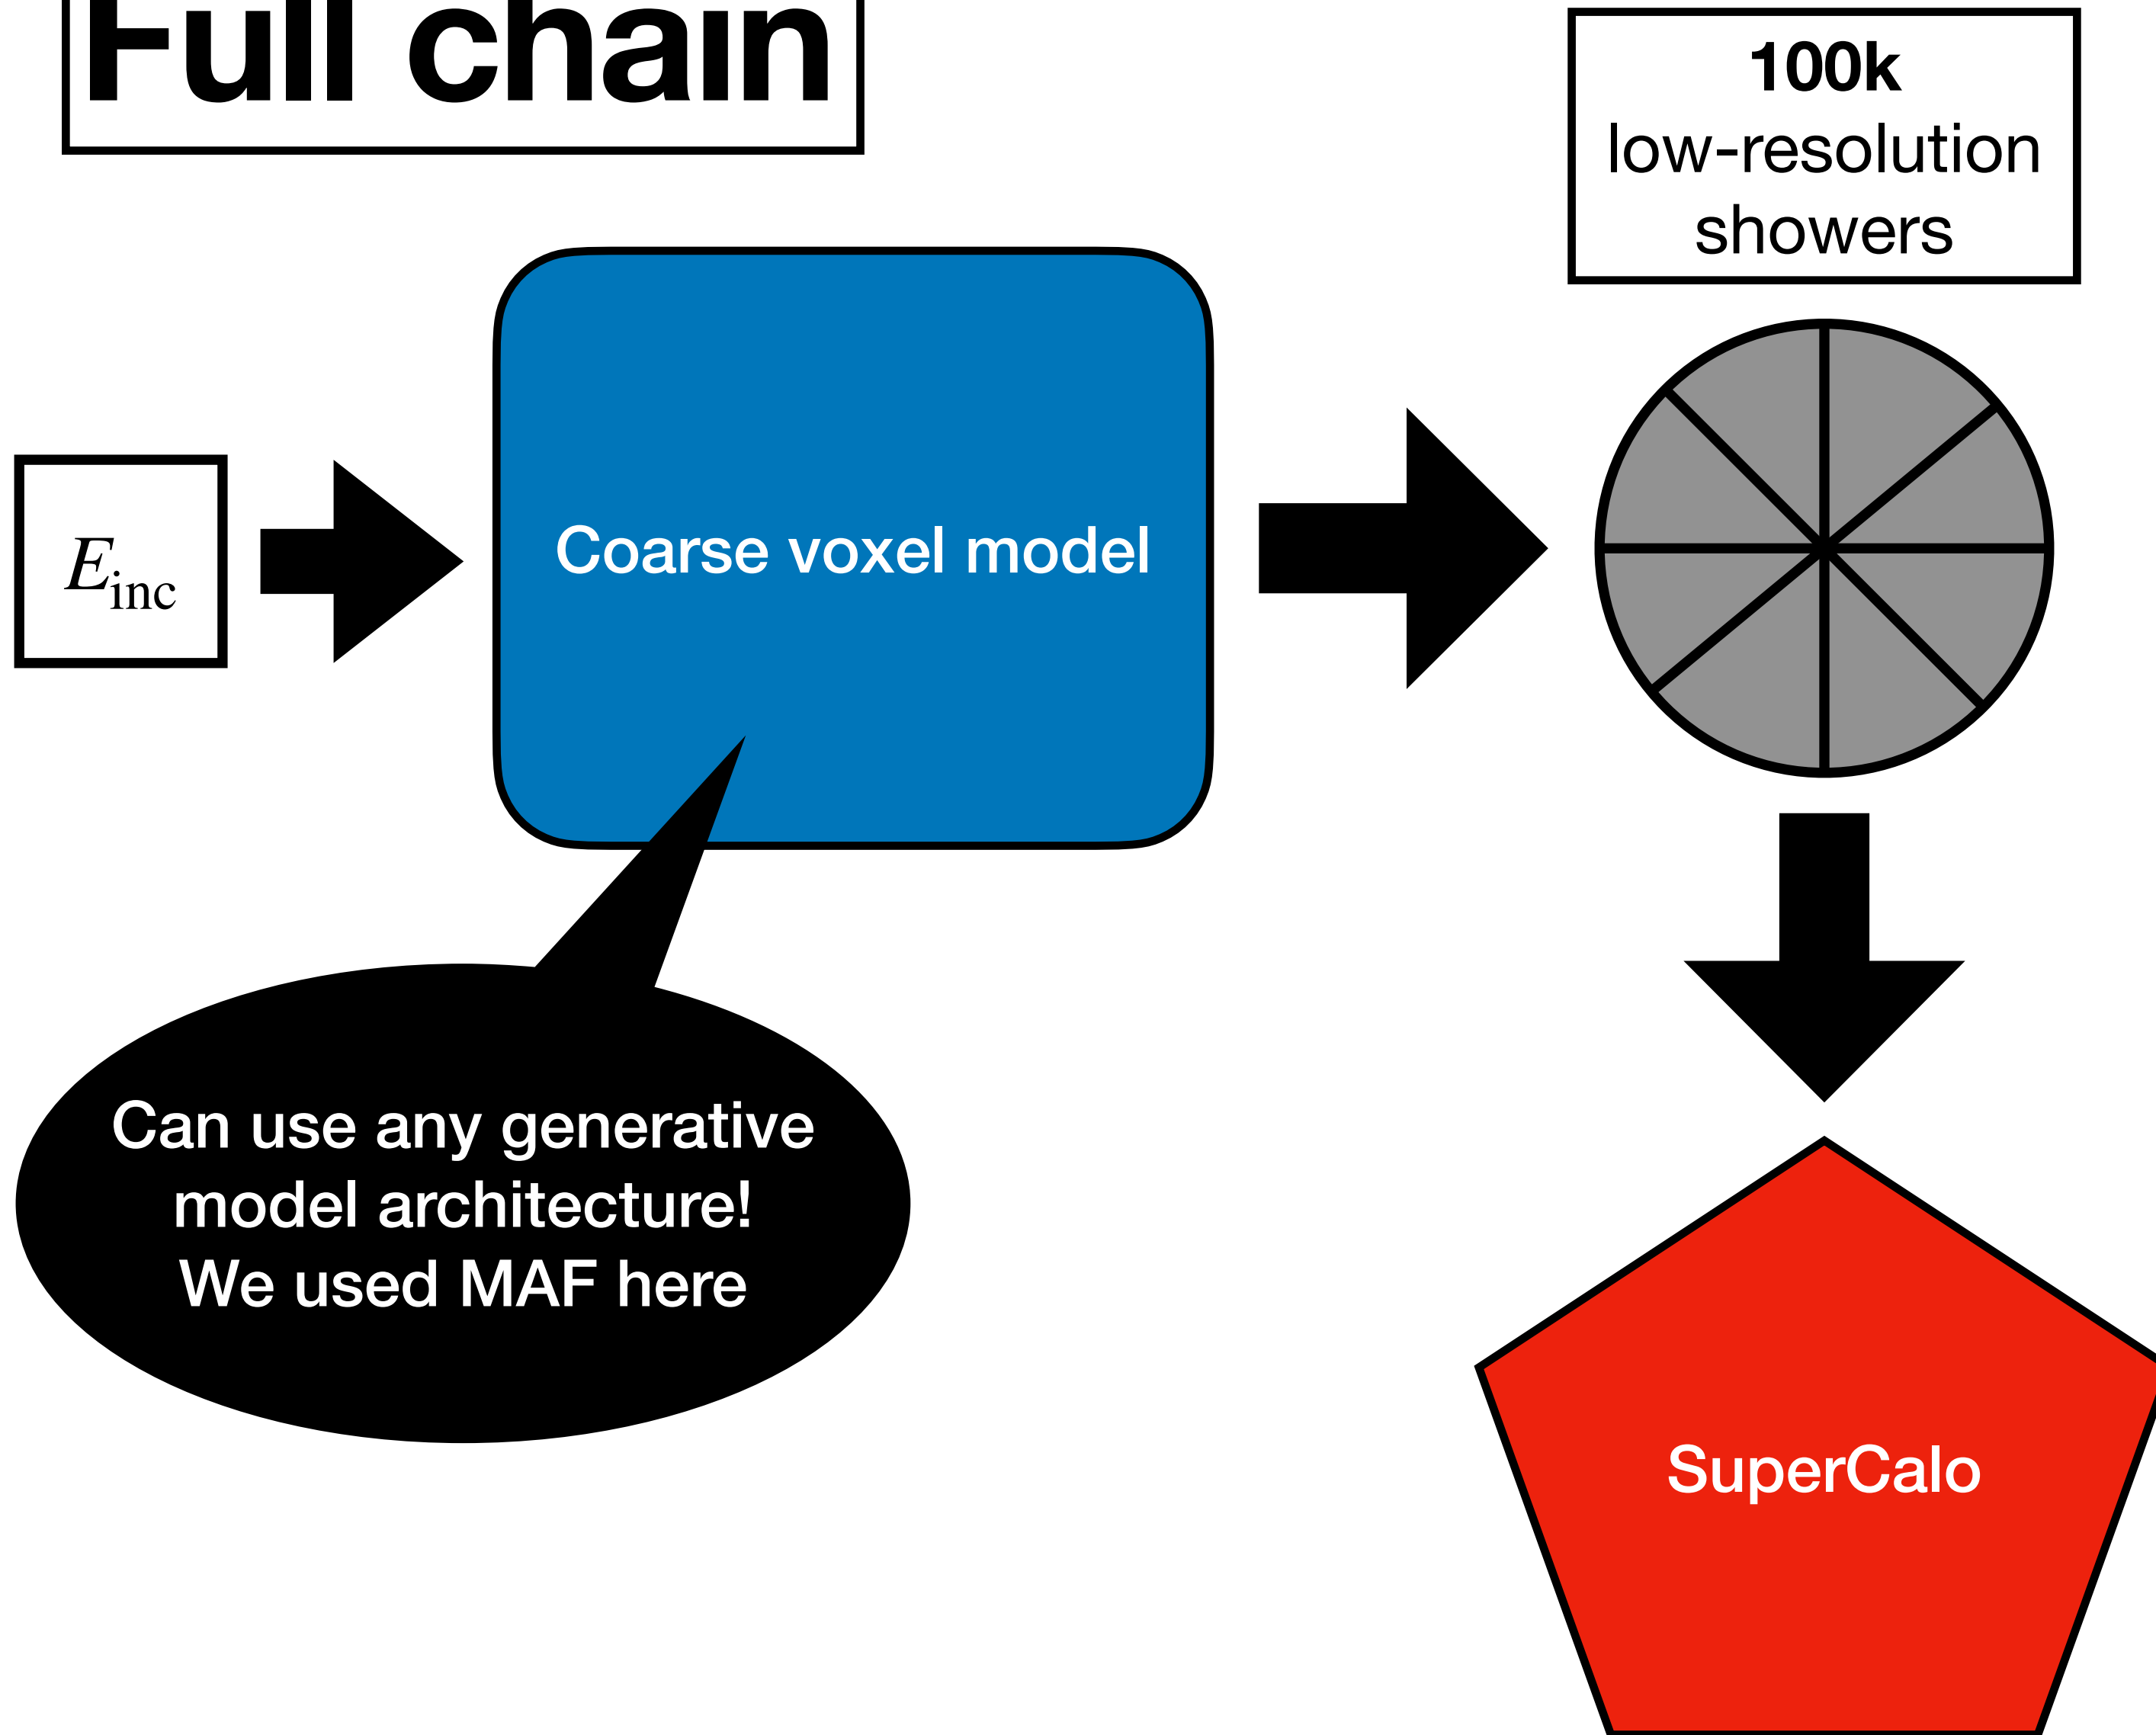 Full chain
100k
low-resolution
showers
E_inc
Coarse voxel model
Can use any generative
model architecture!
We used MAF here
SuperCalo